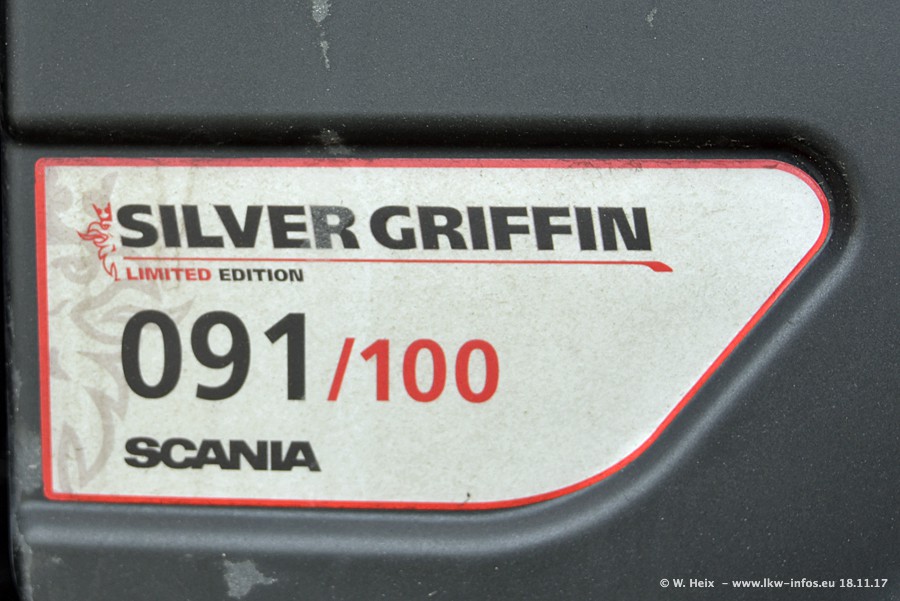 SILVER GRIFFIN
LIMITED EDITION
091/100
SCANIA
© W. Heix - www.lkw-infos.eu 18.11.17